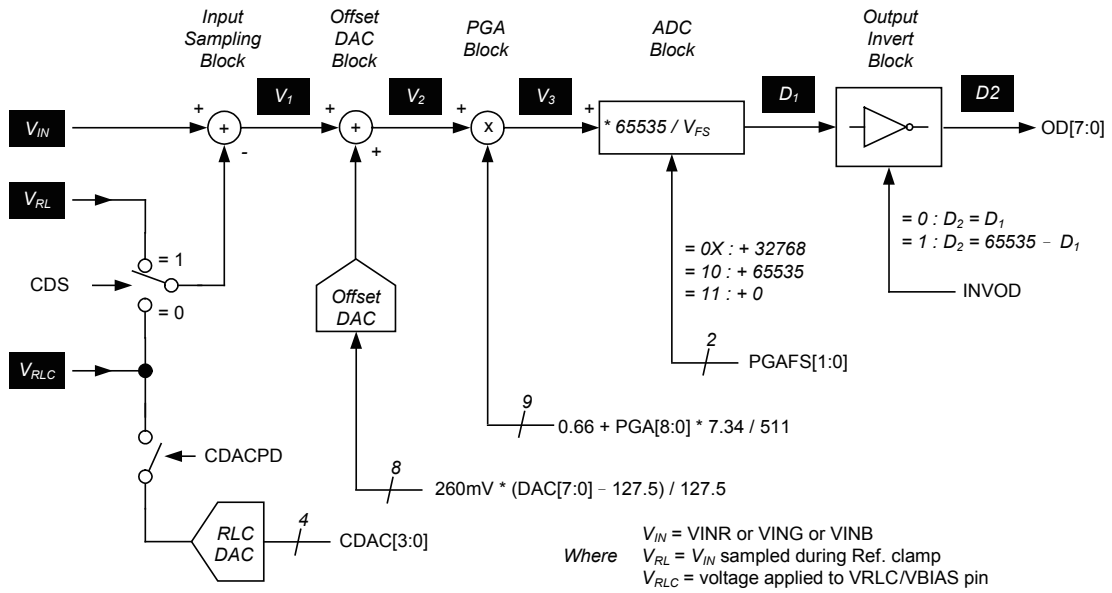 Input
Sampling
Block
Offset
DAC
Block
PGA
Block
ADC
Block
Output
Invert
Block
V1
V2
V3
D1
D2
VIN
+
+
-
+
+
+
+
x
+
* 65535 / VFS
OD[7:0]
VRL
= 1
CDS
= 0
VRLC
Offset
DAC
= 0X : + 32768
= 10 : + 65535
= 11 : + 0
= 0 : D2 = D1
= 1 : D2 = 65535 – D1
INVOD
2
PGAFS[1:0]
9
0.66 + PGA[8:0] * 7.34 / 511
CDACPD
8
260mV * (DAC[7:0] – 127.5) / 127.5
RLC
DAC
4
CDAC[3:0]
Where
VIN = VINR or VING or VINB
VRL = VIN sampled during Ref. clamp
VRLC = voltage applied to VRLC/VBIAS pin